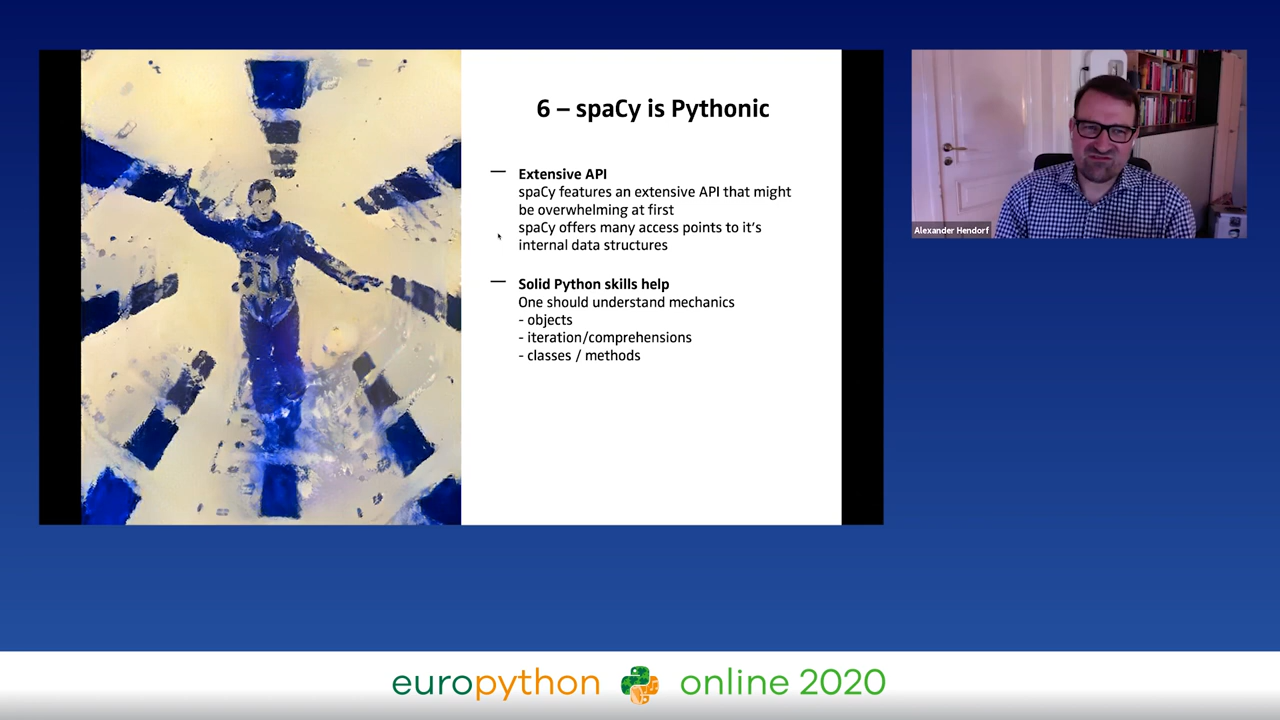 6 – spaCy is Pythonic
— Extensive API
spaCy features an extensive API that might
be overwhelming at first
spaCy offers many access points to it's
internal data structures
— Solid Python skills help
One should understand mechanics
- objects
- iteration/comprehensions
- classes / methods
Alexander Hendorf
europython online 2020